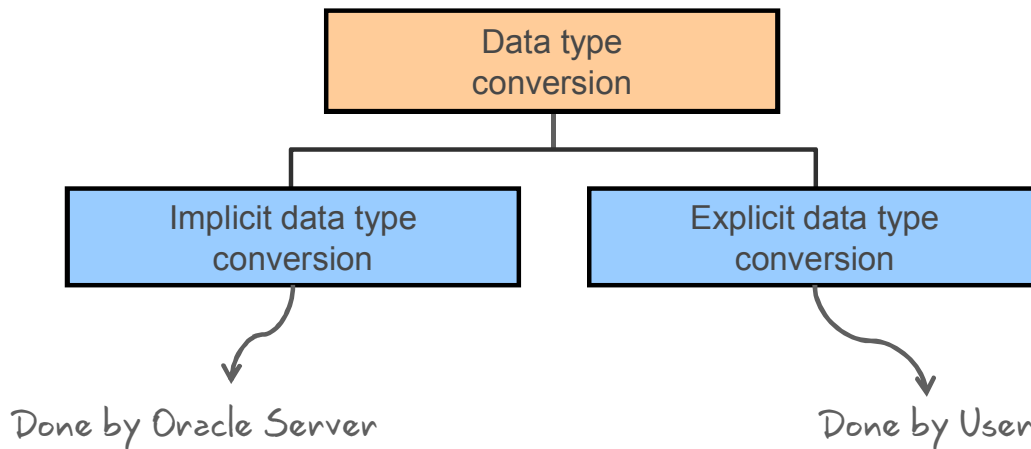 Data type
conversion
Implicit data type
conversion
Explicit data type
conversion
Done by Oracle Server
Done by User